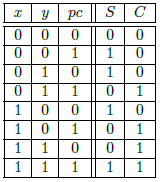 x y pc S C
0 0 0 0 0
0 0 1 1 0
0 1 0 1 0
0 1 1 0 1
1 0 0 1 0
1 0 1 0 1
1 1 0 0 1
1 1 1 1 1